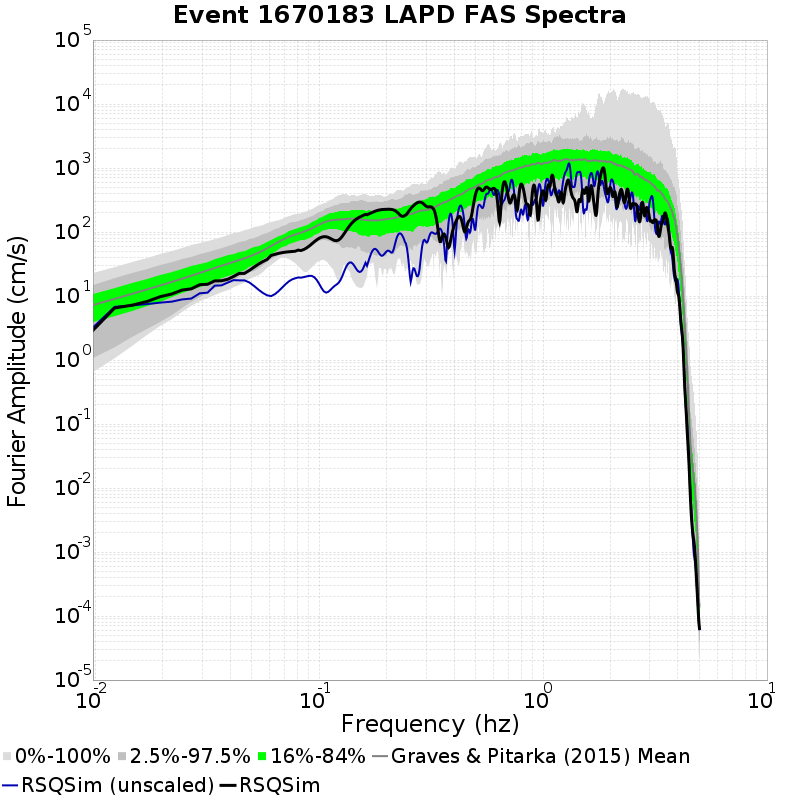 Event 1670183 LAPD FAS Spectra
10^5
10^4
10^3
10^2
10^1
10^0
10^-1
10^-2
10^-3
10^-4
10^-5
Fourier Amplitude (cm/s)
10^-2 10^-1 10^0 10^1
Frequency (hz)
0%-100% 2.5%-97.5% 16%-84% Graves & Pitarka (2015) Mean
RSQSim (unscaled) RSQSim